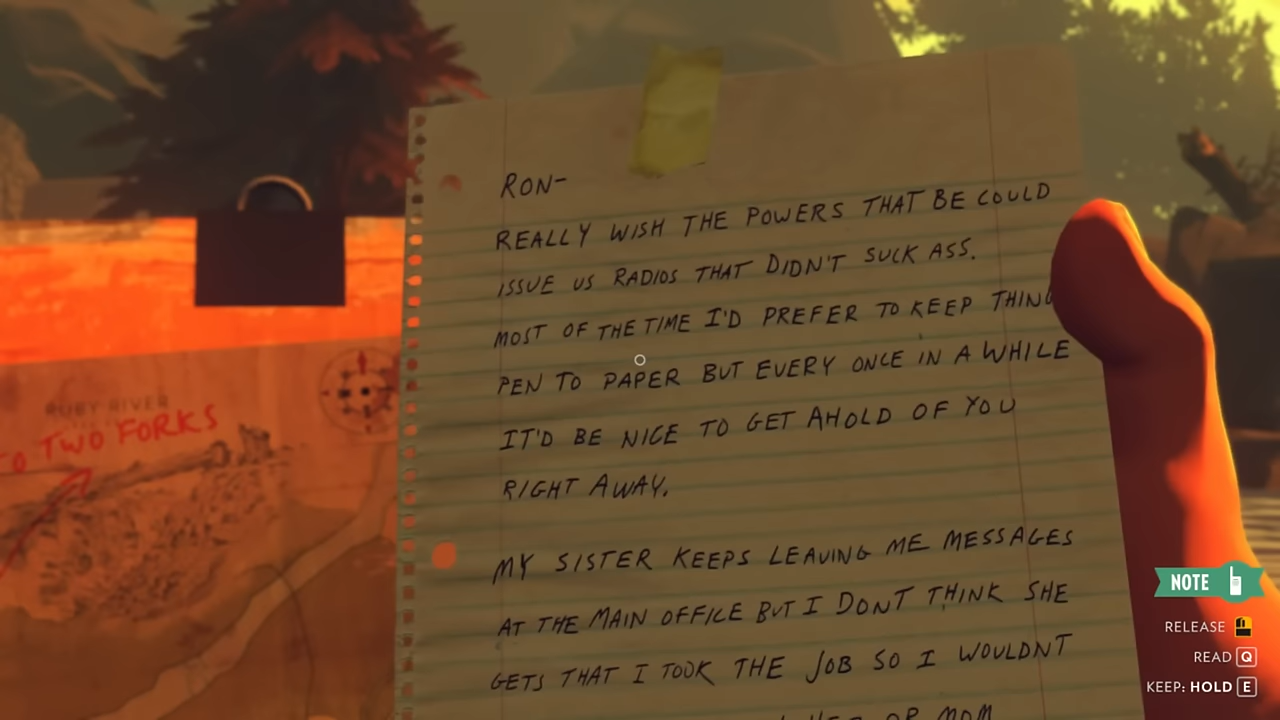 RON-
REALLY WISH THE POWERS THAT BE COULD
ISSUE US RADIOS THAT DIDN'T SUCK ASS.
MOST OF THE TIME I'D PREFER TO KEEP
PEN TO PAPER BUT EVERY ONCE IN A WHILE
IT'D BE NICE TO GET AHOLD OF YOU
RIGHT AWAY.
MY SISTER KEEPS LEAVING ME MESSAGES
AT THE MAIN OFFICE BUT I DONT THINK SHE
GETS THAT I TOOK THE JOB SO I WOULDNT
OR MOM
RUBY RIVER
TO TWO FORKS
NOTE
RELEASE
READ Q
KEEP: HOLD E